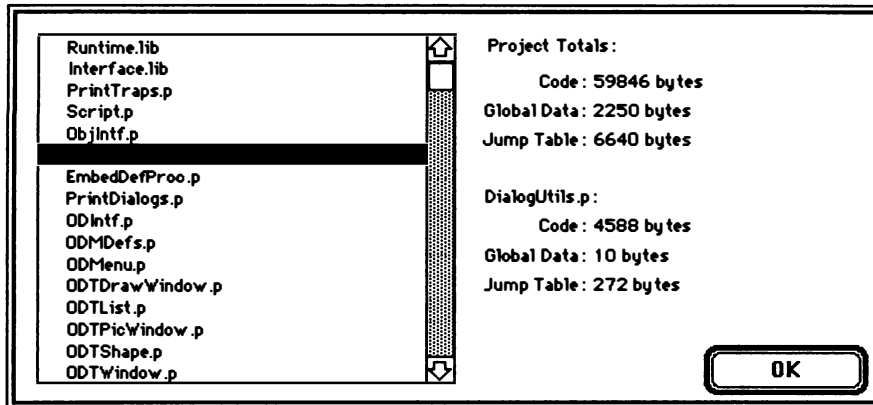 Runtime.lib
Interface.lib
PrintTraps.p
Script.p
ObjIntf.p
EmbedDefProo.p
PrintDialogs.p
ODIntf.p
ODMDefs.p
ODMenu.p
ODTDrawWindow.p
ODTList.p
ODTPicWindow.p
ODTShape.p
ODTWindow.p
Project Totals:
Code: 59846 bytes
Global Data: 2250 bytes
Jump Table: 6640 bytes
DialogUtils.p:
Code: 4588 bytes
Global Data: 10 bytes
Jump Table: 272 bytes
OK